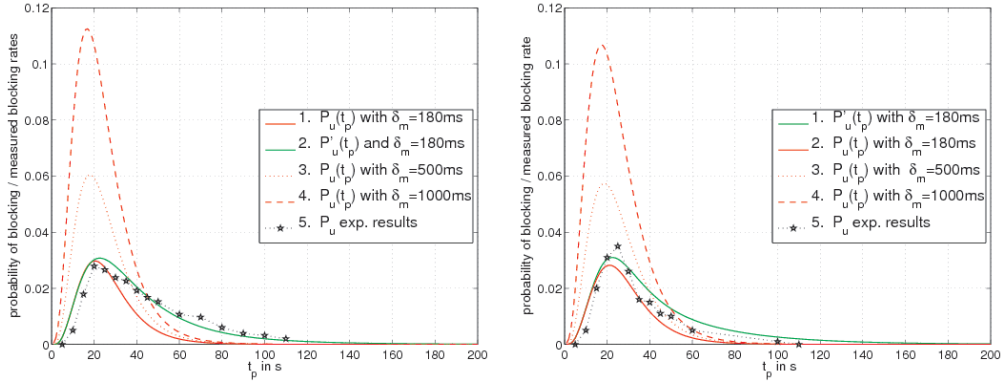 probability of blocking / measured blocking rates
0.12
0.1
0.08
0.06
0.04
0.02
0
0 20 40 60 80 100 120 140 160 180 200
t_p in s
1. P_u(t_p) with δ_m=180ms
2. P'_u(t_p) and δ_m=180ms
3. P_u(t_p) with δ_m=500ms
4. P_u(t_p) with δ_m=1000ms
5. P_u exp. results
probability of blocking / measured blocking rate
0.12
0.1
0.08
0.06
0.04
0.02
0
0 20 40 60 80 100 120 140 160 180 200
t_p in s
1. P'_u(t_p) with δ_m=180ms
2. P_u(t_p) with δ_m=180ms
3. P_u(t_p) with δ_m=500ms
4. P_u(t_p) with δ_m=1000ms
5. P_u exp. results